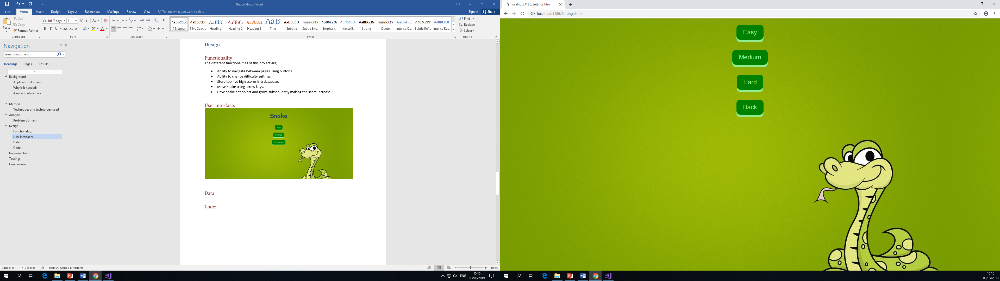 Report.docx - Word
Sign in
Share
File
Home
Insert
Design
Layout
References
Mailings
Review
View
Tell me what you want to do...
Paste
Cut
Copy
Format Painter
Clipboard
Calibri (Body)
11
Font
Paragraph
AaBbCcDc
¶ Normal
AaBbCcDc
¶ No Spac...
AaBbCc
Heading 1
AaBbCc
Heading 2
AaBbCcI
Heading 3
AaB
Title
AaBbCcD
Subtitle
AaBbCcDc
Subtle Em...
AaBbCcDc
Emphasis
AaBbCcDc
Intense E...
AaBbCcDc
Strong
AaBbCcDc
Quote
AaBbCcI
Intense Q...
AaBbCcDc
Subtle Ref...
AaBbCcDc
Intense Re...
Styles
Find
Replace
Select
Editing
Navigation
Search document
Headings
Pages
Results
Background
Application domain:
Why is it needed:
Aims and objectives:
Method
Techniques and technology used:
Analysis
Problem domain:
Design
Functionality:
User interface:
Data:
Code:
Implementation:
Testing:
Conclusions:
Design
Functionality:
The different functionalities of this project are;
• Ability to navigate between pages using buttons.
• Ability to change difficulty settings.
• Store top five high scores in a database.
• Move snake using arrow keys.
• Have snake eat object and grow, subsequently making the score increase.
User interface:
Snake
Start
Settings
Scoreboard
Data:
Code:
Page 5 of 7
719 words
English (United Kingdom)
100%
ENG
15:15
03/05/2019
localhost:1186/Settings.html
localhost:1186/Settings.html
Easy
Medium
Hard
Back
15:15
03/05/2019